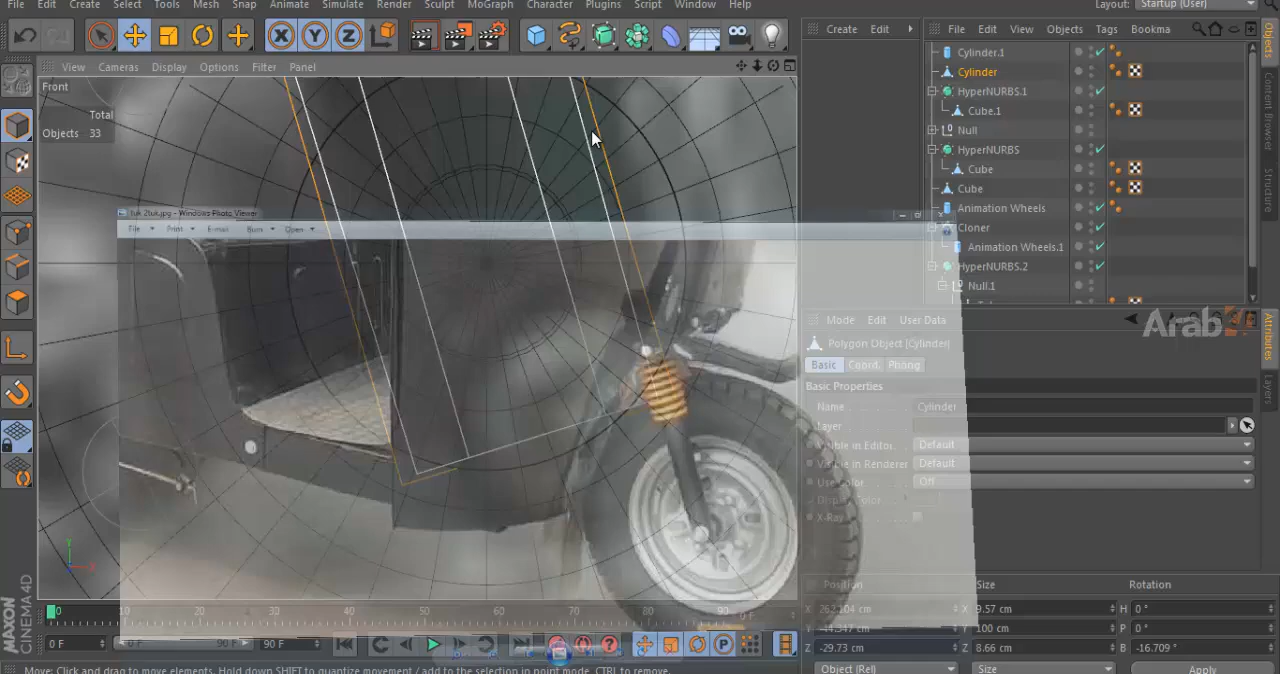 File Edit Create Select Tools Mesh Snap Animate Simulate Render Sculpt MoGraph Character Plugins Script Window Help
Layout: Startup (User)
Create Edit
File Edit View Objects Tags Bookma
View Cameras Display Options Filter Panel
Front
Total
Objects 33
Cylinder.1
Cylinder
HyperNURBS.1
Cube.1
Null
HyperNURBS
Cube
Cube
Animation Wheels
Cloner
Animation Wheels.1
HyperNURBS.2
Null.1
Objects
Content Browser
Structure
tuk 2tuk.jpg - Windows Photo Viewer
File Print E-mail Burn Open
Mode Edit User Data
Arab
Polygon Object [Cylinder]
Basic Coord. Phong
Basic Properties
Name Cylinder
Layer
Visible in Editor Default
Visible in Renderer Default
Use Color Off
Display Color
X-Ray
Attributes
Layers
Y
X
0 10 20 30 40 50 60 70 80 90 0 F
0 F 0 F 90 F 90 F
Position Size Rotation
X 263.104 cm X 9.57 cm H 0 °
Y 100 cm P 0 °
Z -29.73 cm Z 8.66 cm B -16.709 °
Object (Rel) Size Apply
MAXON
CINEMA 4D
Move: Click and drag to move elements. Hold down SHIFT to quantize movement / add to the selection in point mode, CTRL to remove.